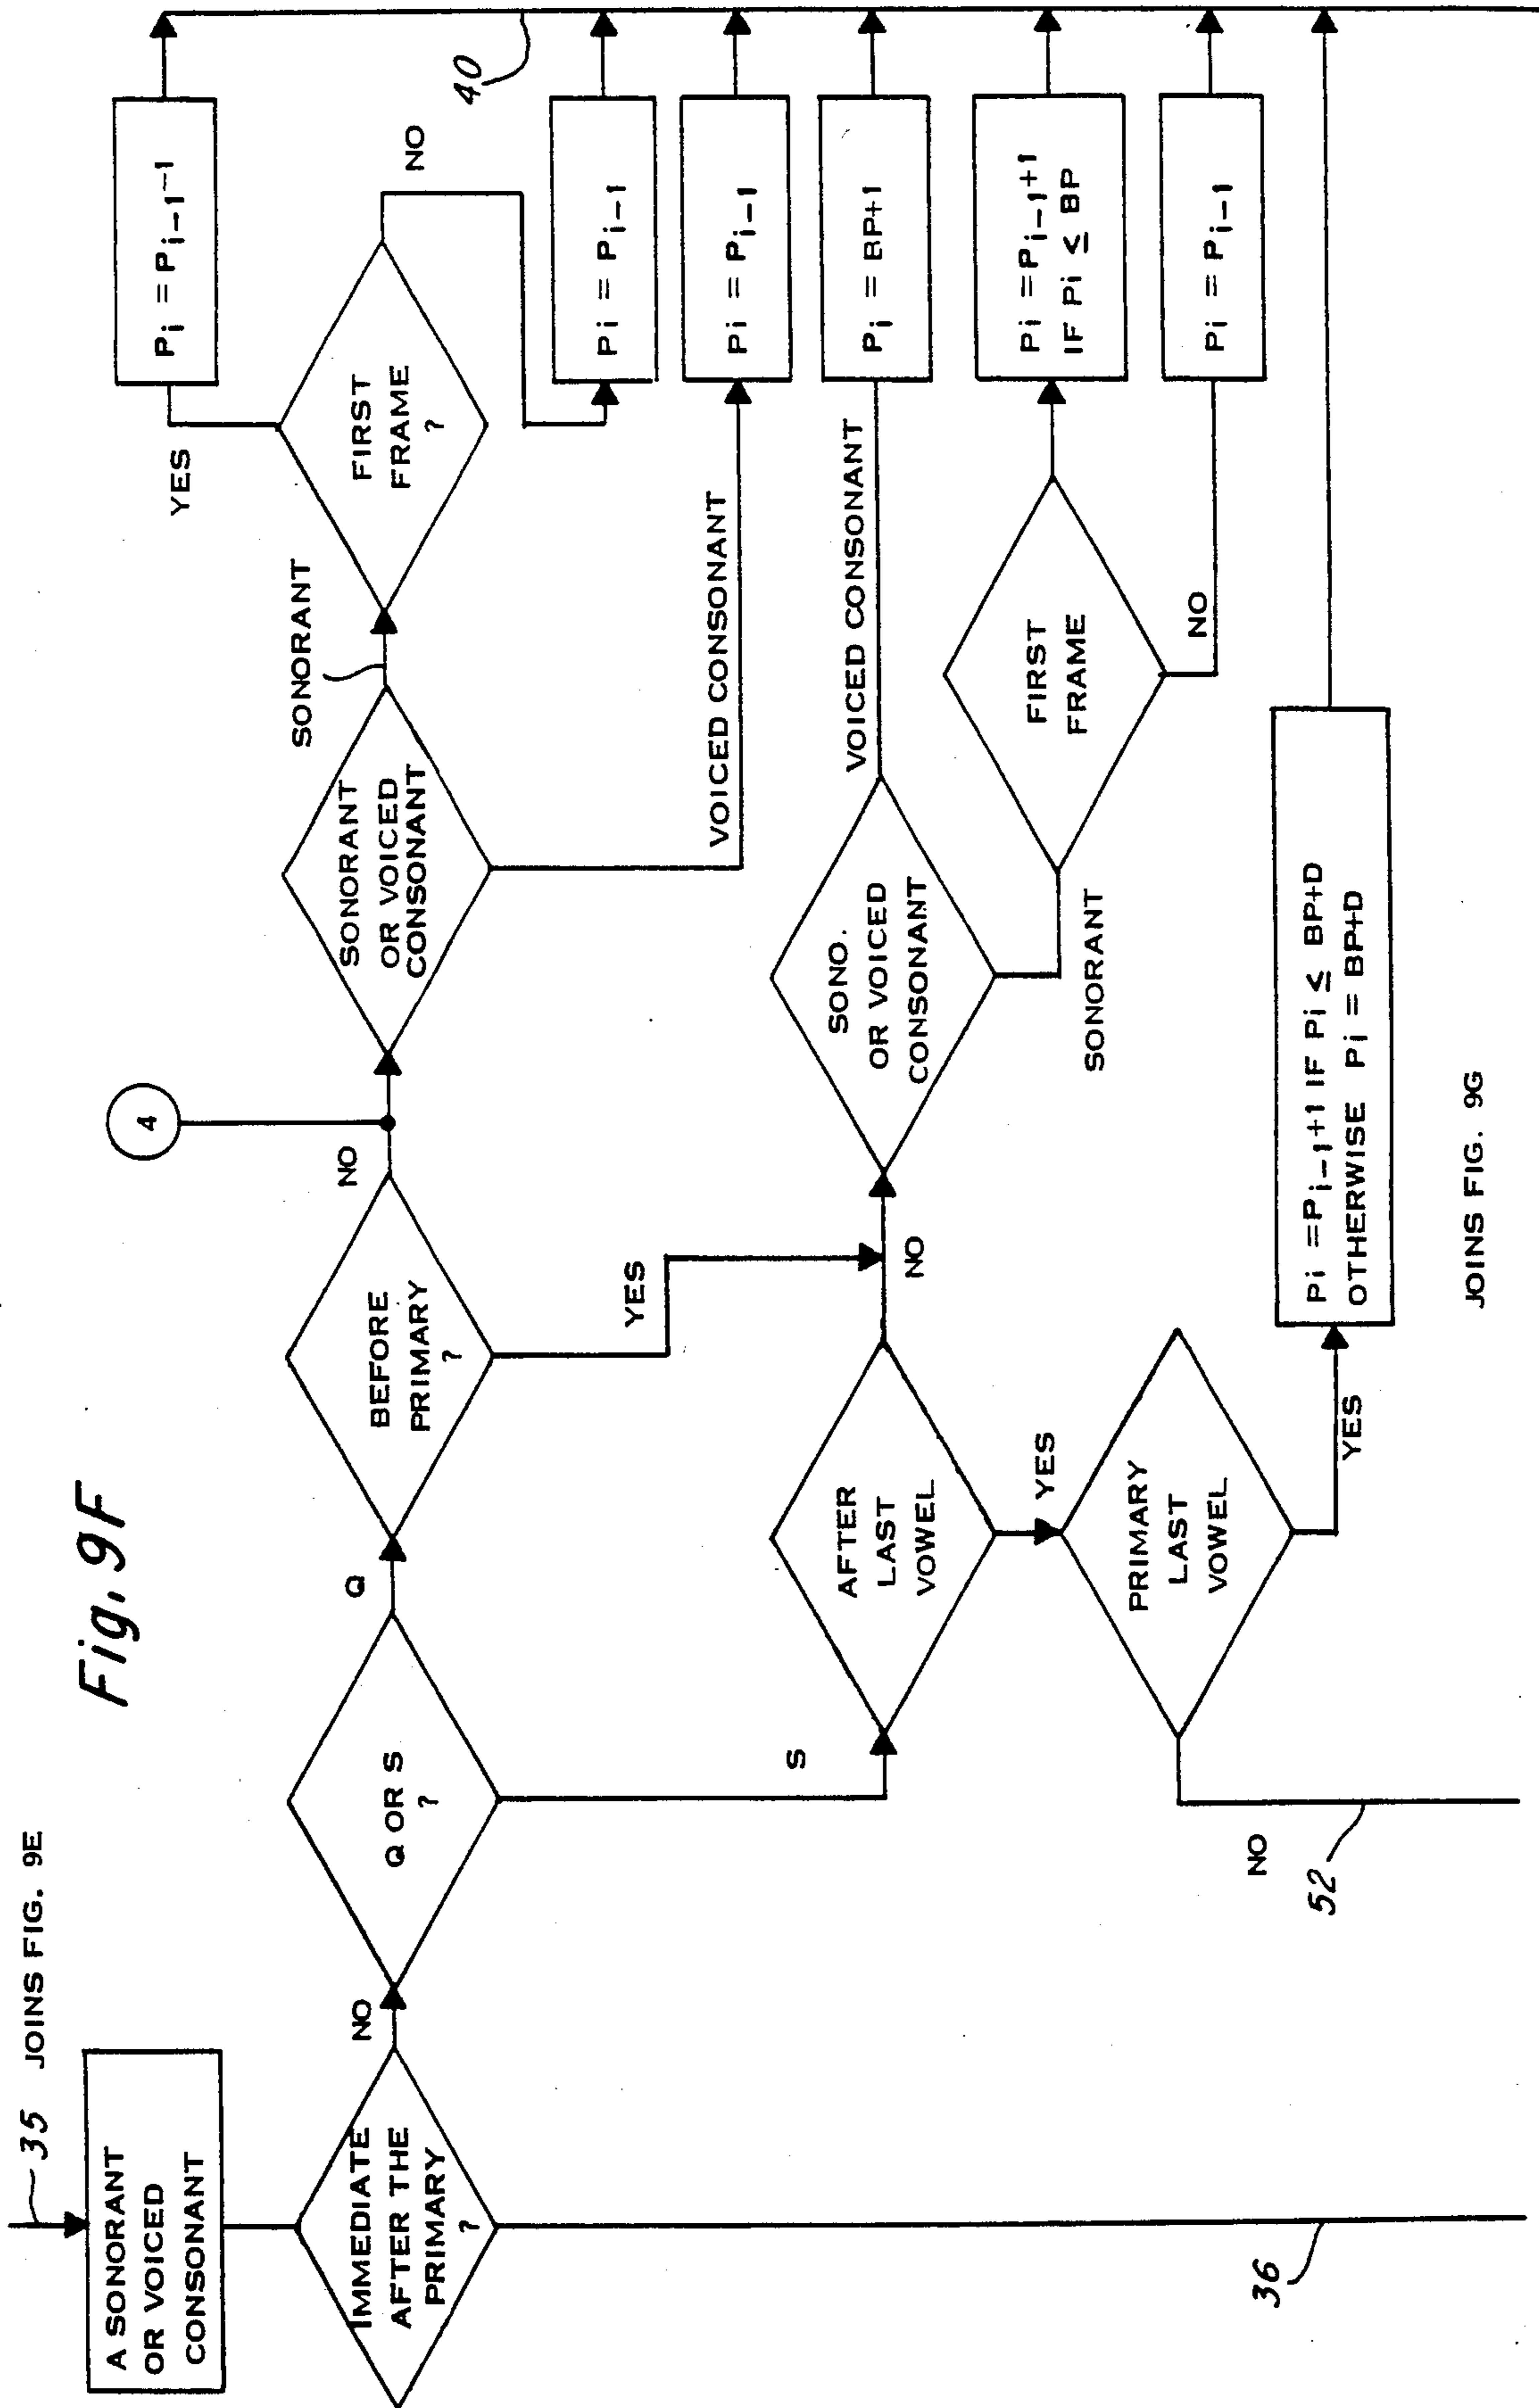 Fig. 9F
35 JOINS FIG. 9E
A SONORANT
OR VOICED
CONSONANT
IMMEDIATE
AFTER THE
PRIMARY
?
NO
36
Q OR S
?
Q
S
BEFORE
PRIMARY
?
NO
YES
4
SONORANT
OR VOICED
CONSONANT
SONORANT
VOICED CONSONANT
FIRST
FRAME
?
YES
NO
Pi = Pi-1-1
Pi = Pi-1
Pi = Pi-1
40
AFTER
LAST
VOWEL
NO
YES
SONO.
OR VOICED
CONSONANT
VOICED CONSONANT
SONORANT
Pi = BP+1
FIRST
FRAME
NO
Pi = Pi-1+1
IF Pi ≤ BP
Pi = Pi-1
PRIMARY
LAST
VOWEL
NO
52
YES
Pi = Pi-1+1 IF Pi ≤ BP+D
OTHERWISE Pi = BP+D
JOINS FIG. 9G